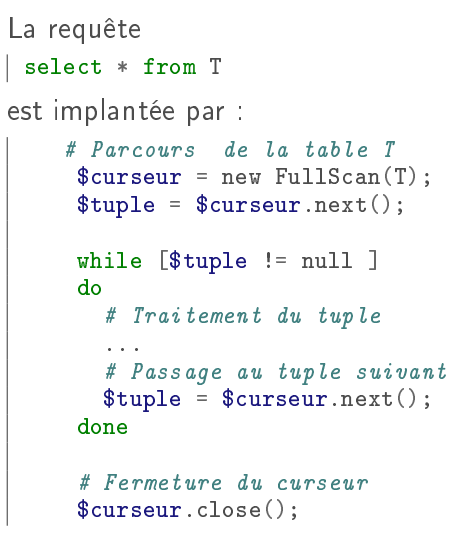 La requête
select * from T
est implantée par :
# Parcours de la table T
$curseur = new FullScan(T);
$tuple = $curseur.next();
while [$tuple != null ]
do
# Traitement du tuple
...
# Passage au tuple suivant
$tuple = $curseur.next();
done
# Fermeture du curseur
$curseur.close();